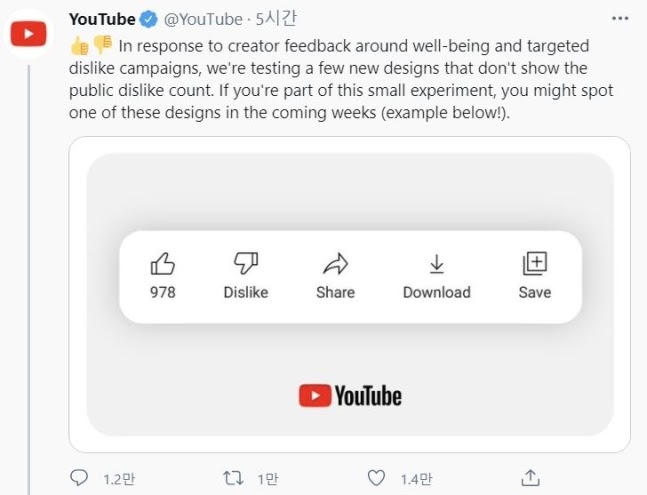 YouTube @YouTube · 5시간
👍👎 In response to creator feedback around well-being and targeted
dislike campaigns, we're testing a few new designs that don't show the
public dislike count. If you're part of this small experiment, you might spot
one of these designs in the coming weeks (example below!).
978 Dislike Share Download Save
YouTube
1.2만 1만 1.4만